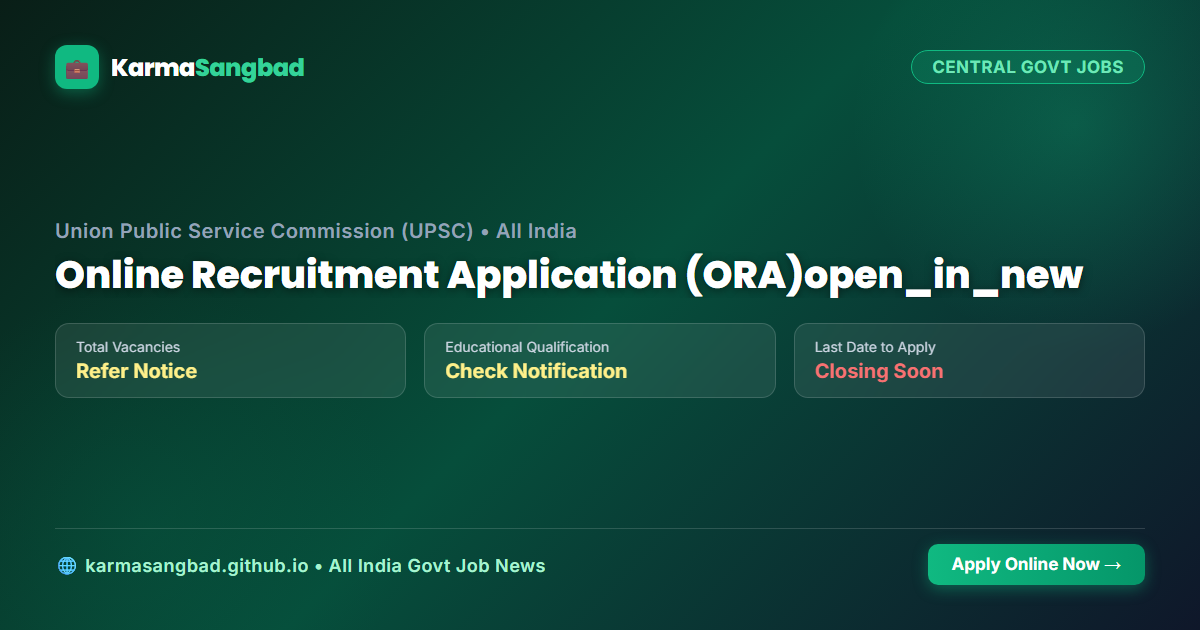 KarmaSangbad
CENTRAL GOVT JOBS
Union Public Service Commission (UPSC) • All India
Online Recruitment Application (ORA)open_in_new
Total Vacancies
Refer Notice
Educational Qualification
Check Notification
Last Date to Apply
Closing Soon
karmasangbad.github.io • All India Govt Job News
Apply Online Now →